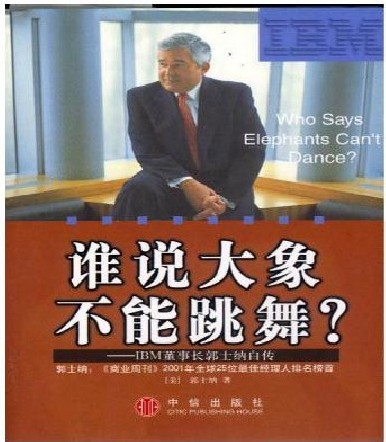 IBM
Who Says
Elephants Can't
Dance?
谁说大象
不能跳舞?
——IBM董事长郭士纳自传
郭士纳：《商业周刊》2001年全球25位最佳经理人排名榜首
[美] 郭士纳 著
中信出版社
CITIC PUBLISHING HOUSE